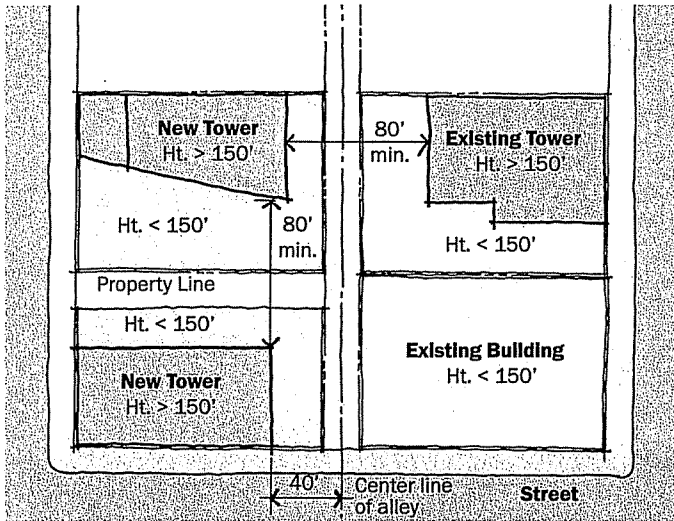 New Tower
Ht. > 150'
80'
min.
Existing Tower
Ht. > 150'
Ht. < 150'
80'
min.
Ht. < 150'
Property Line
Ht. < 150'
New Tower
Ht. > 150'
Existing Building
Ht. < 150'
40'
Center line
of alley
Street